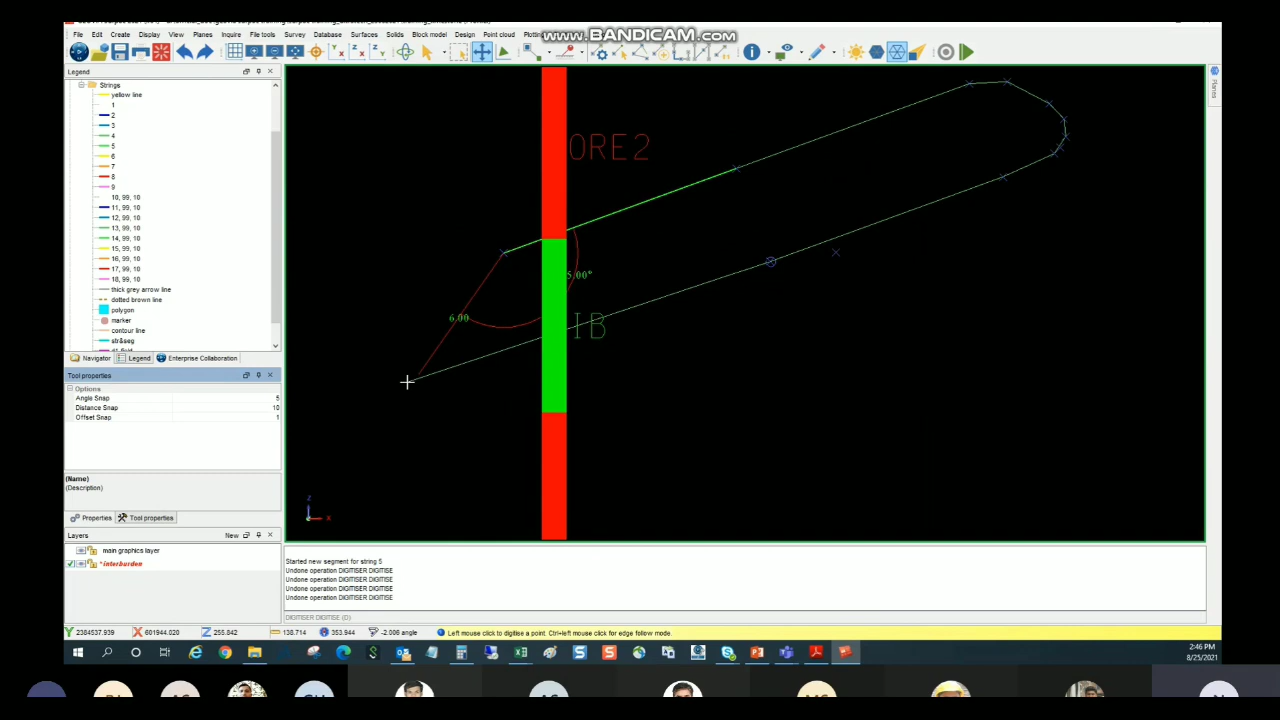 www.BANDICAM.com
File Edit Create Display View Planes Inquire File tools Survey Database Surfaces Solids Block model Design Point cloud Plotting
Legend
Strings
yellow line
1
2
3
4
5
6
7
8
9
10, 99, 10
11, 99, 10
12, 99, 10
13, 99, 10
14, 99, 10
15, 99, 10
16, 99, 10
17, 99, 10
18, 99, 10
thick grey arrow line
dotted brown line
polygon
marker
contour line
str&seg
Navigator Legend Enterprise Collaboration
Tool properties
Options
Angle Snap 5
Distance Snap 10
Offset Snap 1
(Name)
(Description)
Properties Tool properties
Layers New
main graphics layer
*interburden
ORE2
5.00°
6.00
IB
Z
X
Planes
Started new segment for string 5
Undone operation DIGITISER DIGITISE
Undone operation DIGITISER DIGITISE
Undone operation DIGITISER DIGITISE
Undone operation DIGITISER DIGITISE
DIGITISER DIGITISE (D)
Y 2384537.939 X 601944.020 Z 255.842 138.714 353.944 -2.086 angle Left mouse click to digitise a point. Ctrl+left mouse click for edge follow mode.
2:46 PM
8/25/2021